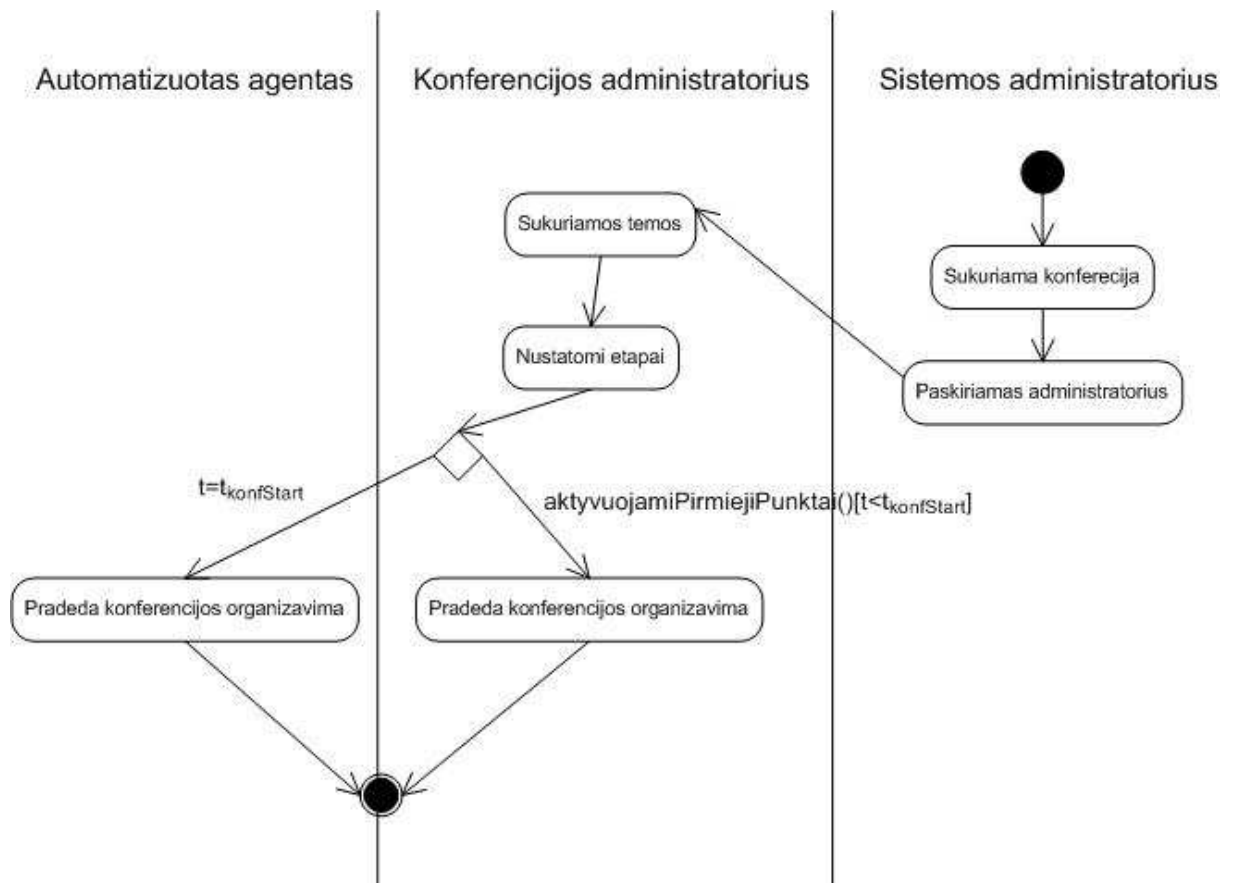 Automatizuotas agentas
Konferencijos administratorius
Sistemos administratorius
Sukuriamos temos
Sukuriama konferecija
Nustatomi etapai
Paskiriamas administratorius
t=tkonfStart
aktyvuojamiPirmiejiPunktai()[t<tkonfStart]
Pradeda konferencijos organizavima
Pradeda konferencijos organizavima